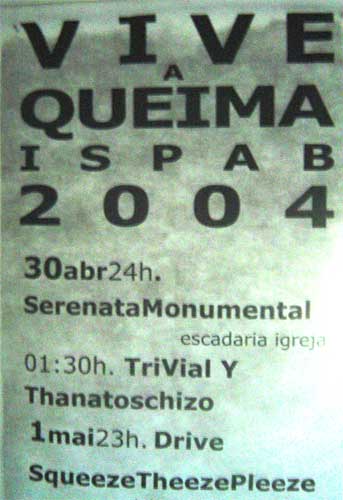 VIVE
A
QUEIMA
ISPAB
2004
30abr24h.
SerenataMonumental
escadaria igreja
01:30h. TriVial Y
Thanatoschizo
1mai23h. Drive
SqueezeTheezePleeze